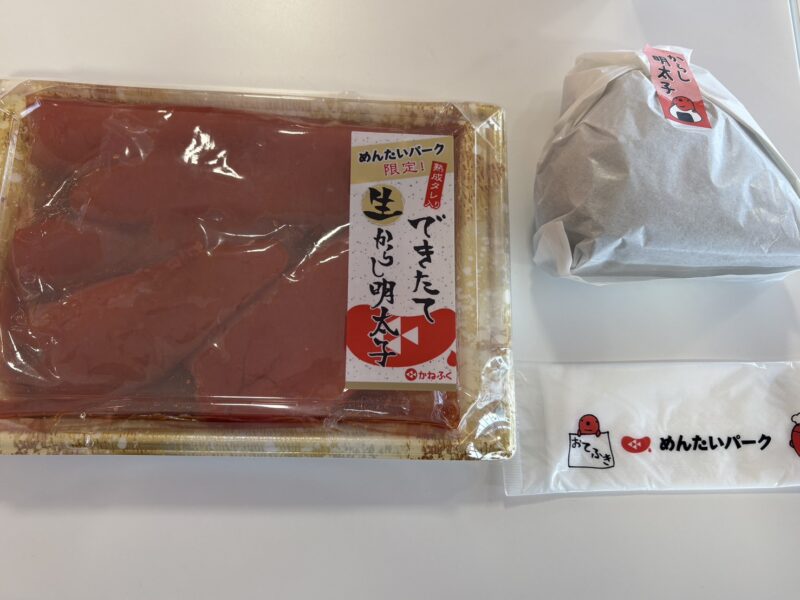 めんたいパーク
限定!
熟成タレ入り
できたて
生からし明太子
かねふく
からし
明太子
おてふき
めんたいパーク